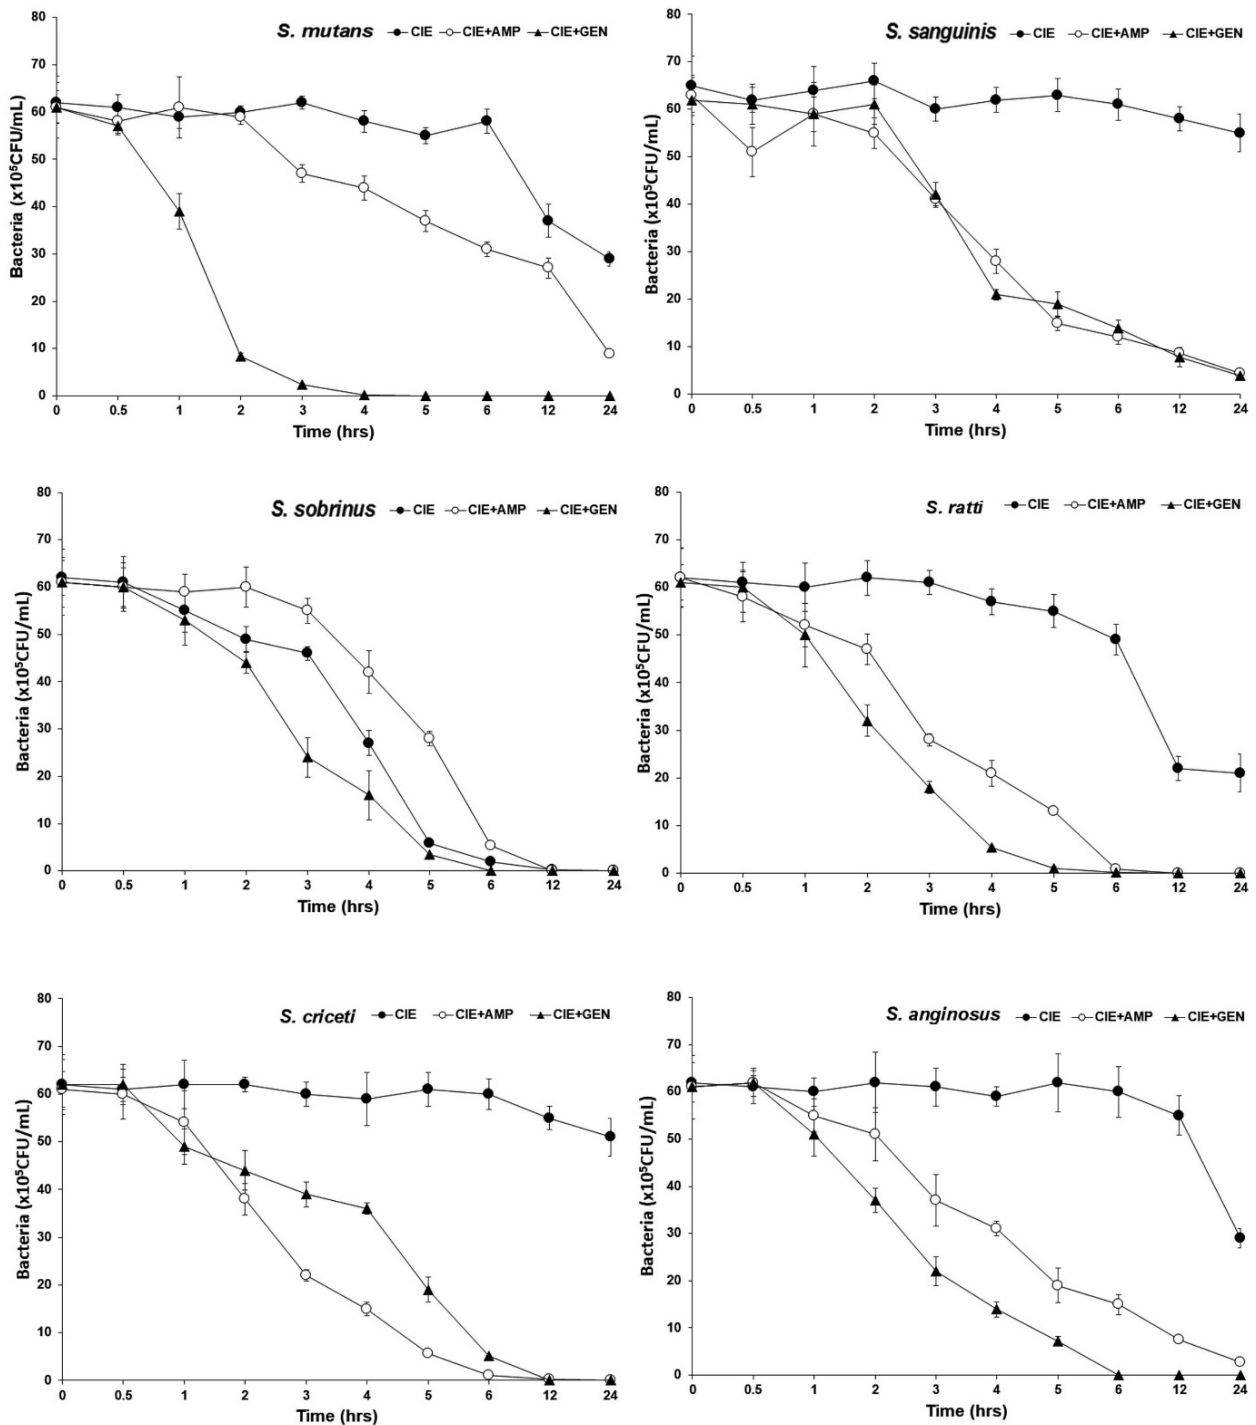 S. mutans CIE CIE+AMP CIE+GEN
Bacteria (x10⁵CFU/mL)
80
70
60
50
40
30
20
10
0
0 0.5 1 2 3 4 5 6 12 24
Time (hrs)
S. sanguinis CIE CIE+AMP CIE+GEN
Bacteria (x10⁵CFU/mL)
80
70
60
50
40
30
20
10
0
0 0.5 1 2 3 4 5 6 12 24
Time (hrs)
S. sobrinus CIE CIE+AMP CIE+GEN
Bacteria (x10⁵CFU/mL)
80
70
60
50
40
30
20
10
0
0 0.5 1 2 3 4 5 6 12 24
Time (hrs)
S. ratti CIE CIE+AMP CIE+GEN
Bacteria (x10⁵CFU/mL)
80
70
60
50
40
30
20
10
0
0 0.5 1 2 3 4 5 6 12 24
Time (hrs)
S. criceti CIE CIE+AMP CIE+GEN
Bacteria (x10⁵CFU/mL)
80
70
60
50
40
30
20
10
0
0 0.5 1 2 3 4 5 6 12 24
Time (hrs)
S. anginosus CIE CIE+AMP CIE+GEN
Bacteria (x10⁵CFU/mL)
80
70
60
50
40
30
20
10
0
0 0.5 1 2 3 4 5 6 12 24
Time (hrs)